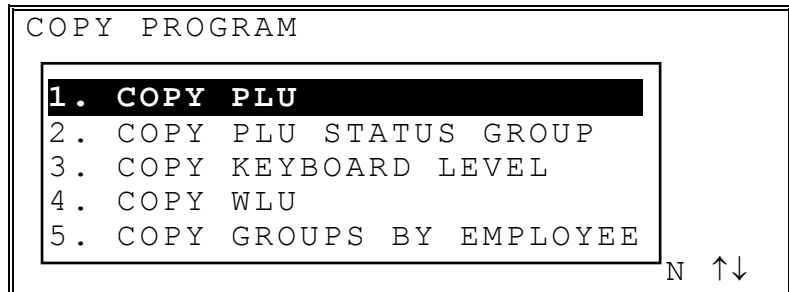 COPY PROGRAM
1. COPY PLU
2. COPY PLU STATUS GROUP
3. COPY KEYBOARD LEVEL
4. COPY WLU
5. COPY GROUPS BY EMPLOYEE
N ↑↓